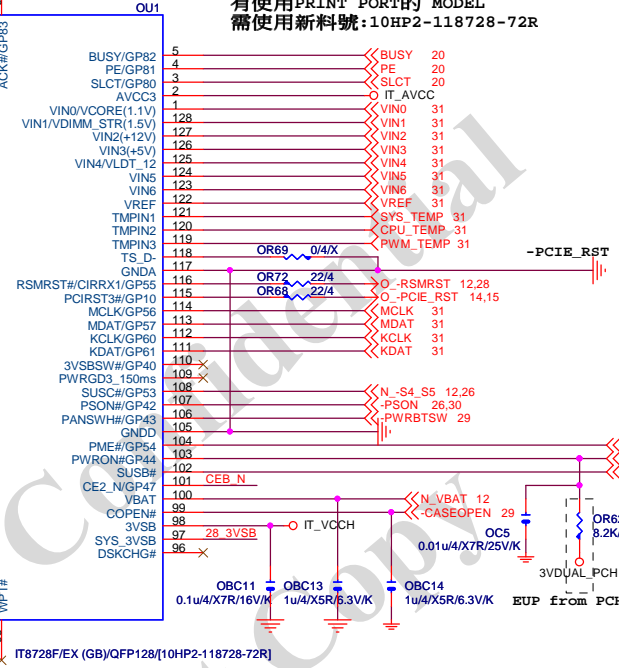 有使用PRINT PORT的 MODEL
需使用新料號:10HP2-118728-72R
OU1
ACK#/GP83
BUSY/GP82 5 BUSY 20
PE/GP81 4 PE 20
SLCT/GP80 3 SLCT 20
AVCC3 2 IT_AVCC
VIN0/VCORE(1.1V) 1 VIN0 31
VIN1/VDIMM_STR(1.5V) 128 VIN1 31
VIN2(+12V) 127 VIN2 31
VIN3(+5V) 126 VIN3 31
VIN4/VLDT_12 125 VIN4 31
VIN5 124 VIN5 31
VIN6 123 VIN6 31
VREF 122 VREF 31
TMPIN1 121 SYS_TEMP 31
TMPIN2 120 CPU_TEMP 31
TMPIN3 119 PWM_TEMP 31
TS_D- 118 OR69 0/4/X
-PCIE_RST
GNDA 117
RSMRST#/CIRRX1/GP55 116 OR72 22/4 O_-RSMRST 12,28
PCIRST3#/GP10 115 OR68 22/4 O_-PCIE_RST 14,15
MCLK/GP56 114 MCLK 31
MDAT/GP57 113 MDAT 31
KCLK/GP60 112 KCLK 31
KDAT/GP61 111 KDAT 31
3VSBSW#/GP40 110
PWRGD3_150ms 109
SUSC#/GP53 108 N_-S4_S5 12,26
PSON#/GP42 107 -PSON 26,30
PANSWH#/GP43 106 -PWRBTSW 29
GNDD 105
PME#/GP54 104
PWRON#GP44 103
SUSB# 102
CE2_N/GP47 101 CEB_N
VBAT 100 N_VBAT 12
COPEN# 99 -CASEOPEN 29
3VSB 98 IT_VCCH
SYS_3VSB 97 28_3VSB
DSKCHG# 96
OC5
0.01u/4/X7R/25V/K
8.2K/
3VDUAL_PCH
EUP from PCH
OBC11
0.1u/4/X7R/16V/K
OBC13
1u/4/X5R/6.3V/K
OBC14
1u/4/X5R/6.3V/K
WPT#
IT8728F/EX (GB)/QFP128/[10HP2-118728-72R]
Confidential
Copy